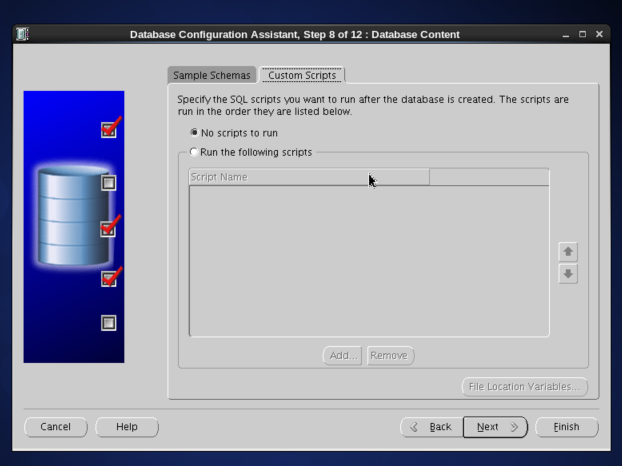 Database Configuration Assistant, Step 8 of 12 : Database Content
Sample Schemas
Custom Scripts
Specify the SQL scripts you want to run after the database is created. The scripts are
run in the order they are listed below.
No scripts to run
Run the following scripts
Script Name
Add...
Remove
File Location Variables...
Cancel
Help
Back
Next
Finish